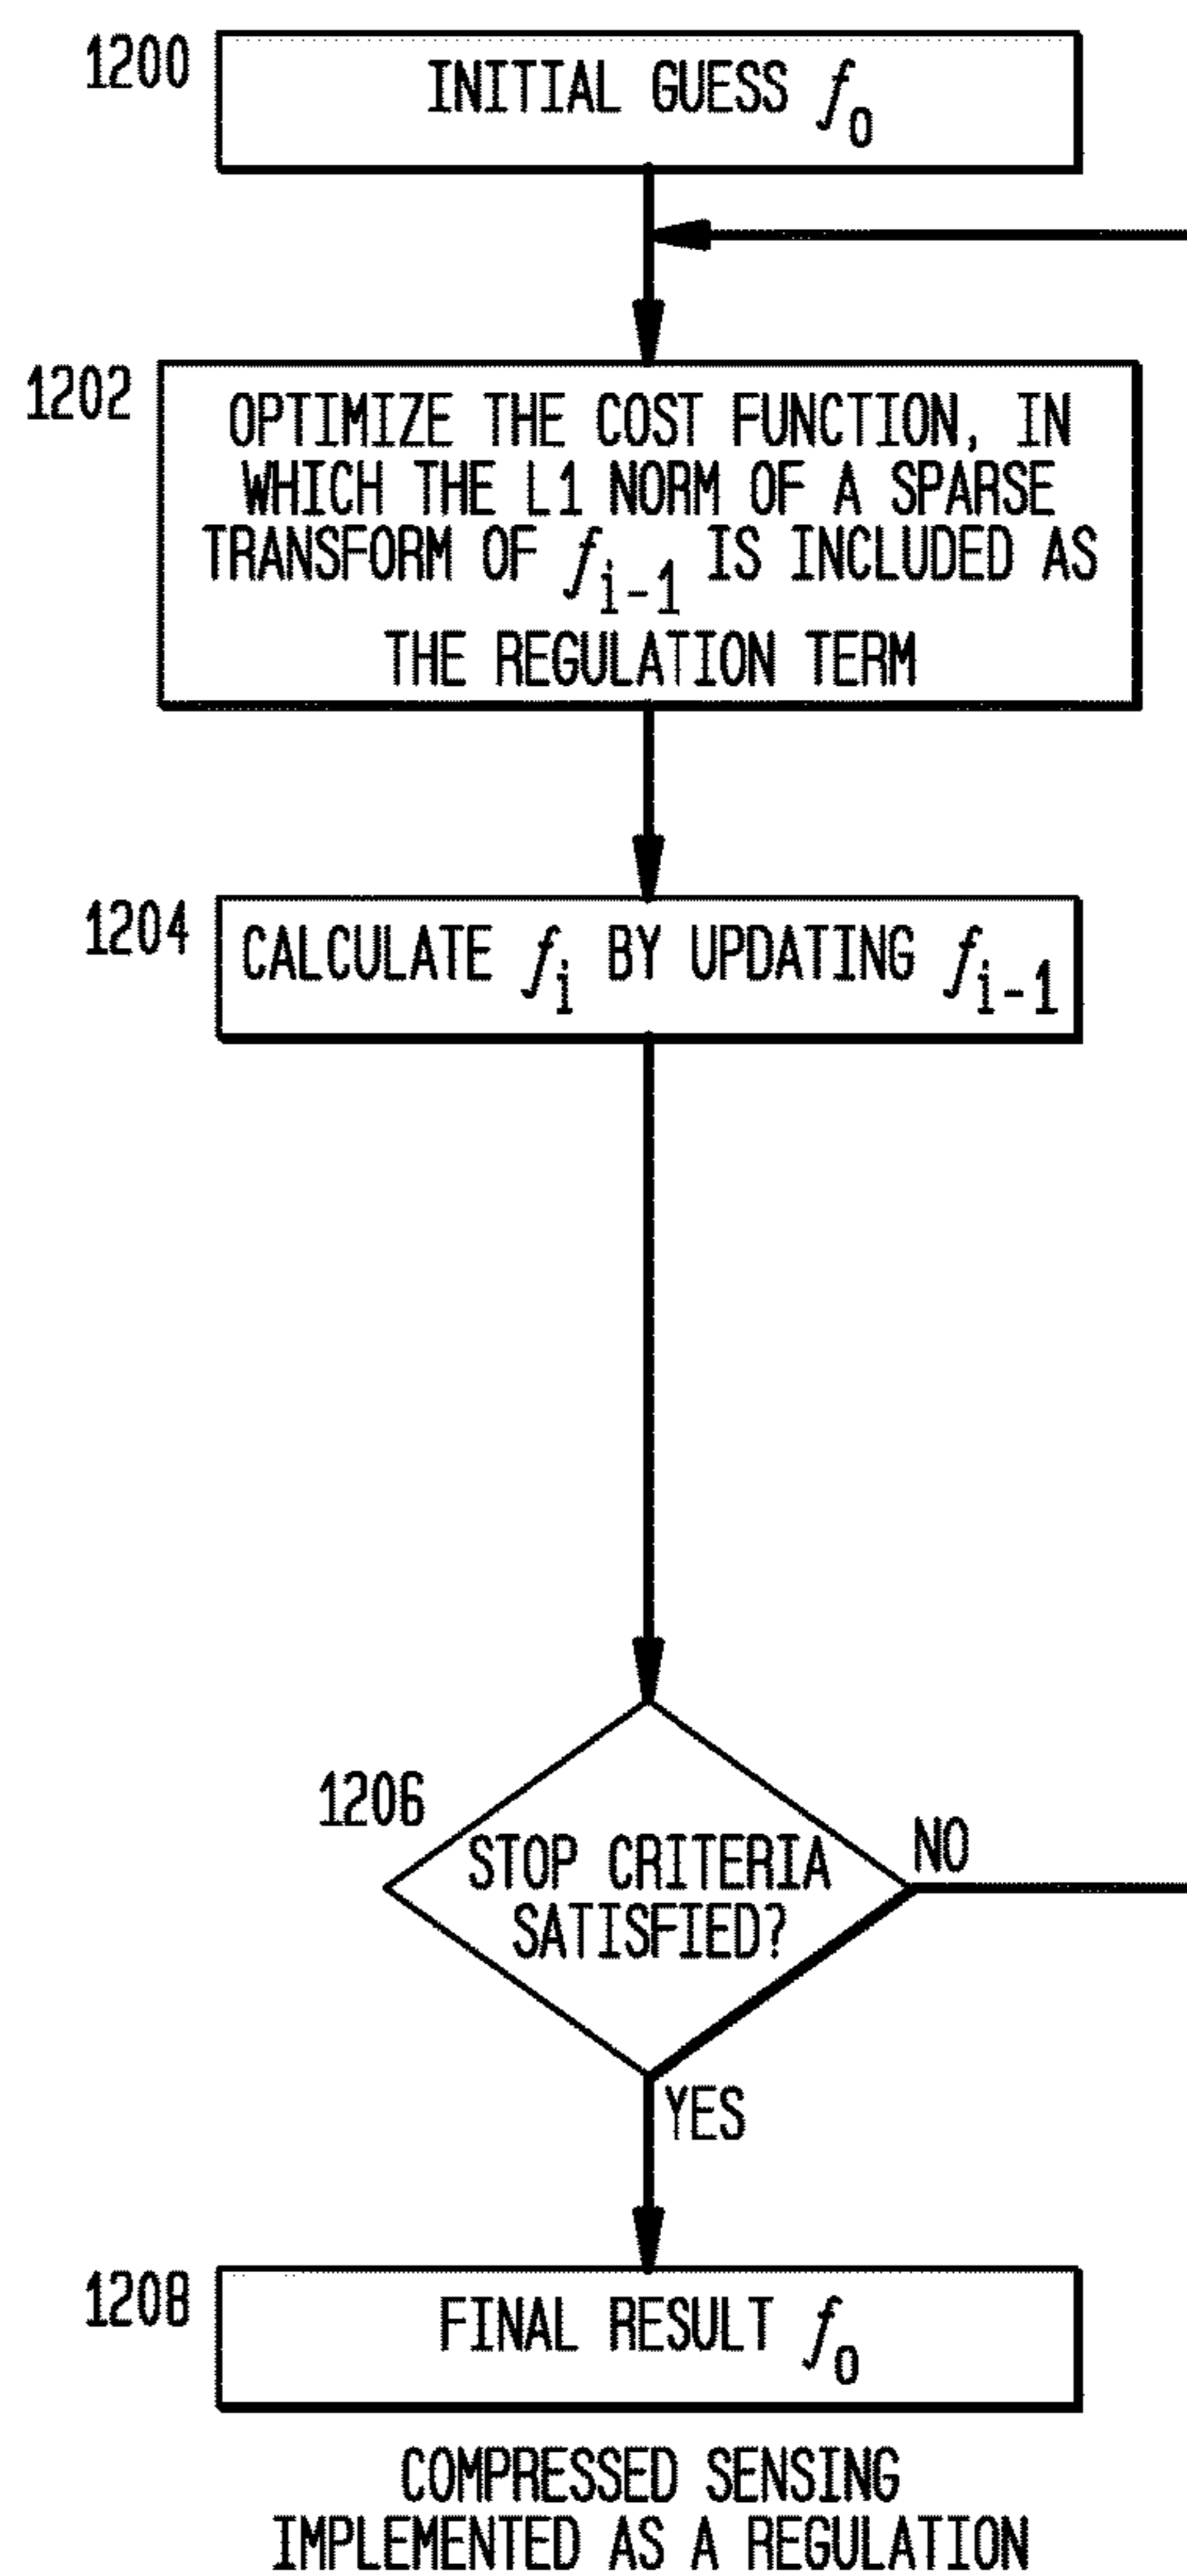 1200
INITIAL GUESS f₀
1202
OPTIMIZE THE COST FUNCTION, IN
WHICH THE L1 NORM OF A SPARSE
TRANSFORM OF fᵢ₋₁ IS INCLUDED AS
THE REGULATION TERM
1204
CALCULATE fᵢ BY UPDATING fᵢ₋₁
1206
STOP CRITERIA
SATISFIED?
NO
YES
1208
FINAL RESULT f₀
COMPRESSED SENSING
IMPLEMENTED AS A REGULATION